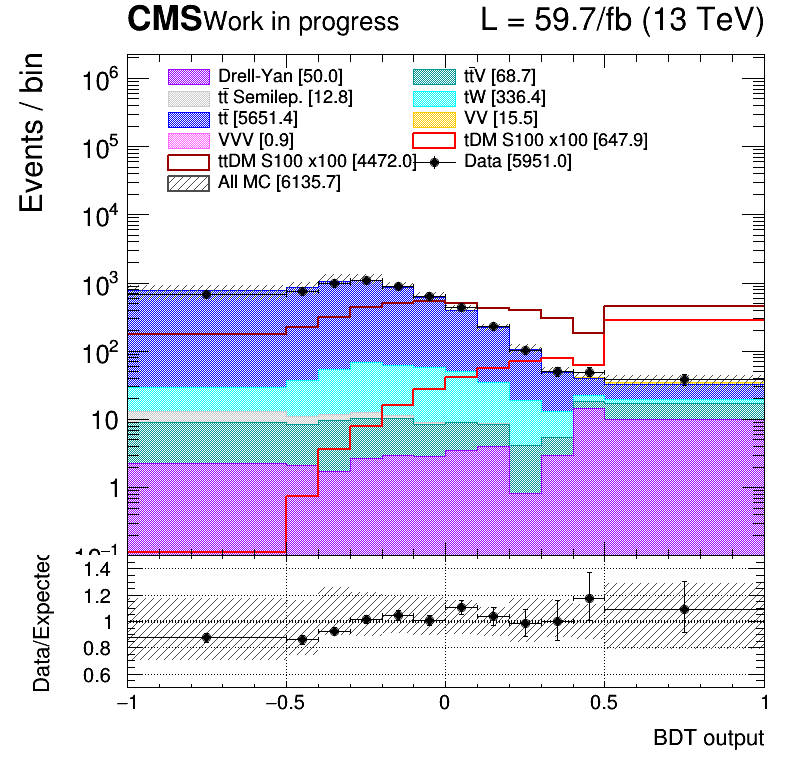 CMS Work in progress L = 59.7/fb (13 TeV)
Events / bin
Drell-Yan [50.0] tt̄V [68.7]
tt̄ Semilep. [12.8] tW [336.4]
tt̄ [5651.4] VV [15.5]
VVV [0.9] tDM S100 x100 [647.9]
ttDM S100 x100 [4472.0] Data [5951.0]
All MC [6135.7]
10⁶
10⁵
10⁴
10³
10²
10
1
10⁻¹
Data/Expected
1.4
1.2
1
0.8
0.6
−1 −0.5 0 0.5 1
BDT output